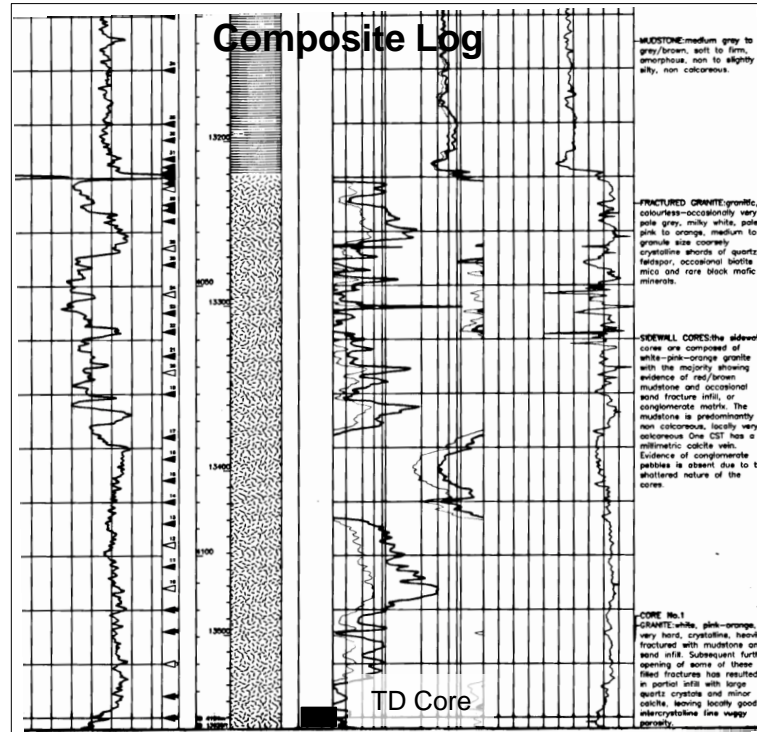 Composite Log
MUDSTONE:medium grey to
grey/brown, soft to firm,
amorphous, non to slightly
silty, non calcareous.
13200
FRACTURED GRANITE:granitic,
colourless-occasionally very
pale grey, milky white, pale
pink to orange, medium to
granule size coarsely
crystalline shards of quartz
feldspar, occasional biotite
mica and rare black mafic
minerals.
4050
13300
SIDEWALL CORES:the sidewa
cores are composed of
white-pink-orange granite
with the majority showing
evidence of red/brown
mudstone and occasional
sand fracture infill, or
conglomerate matrix. The
mudstone is predominantly
non calcareous, locally very
calcareous One CST has a
millimetric calcite vein.
Evidence of conglomerate
pebbles is absent due to t
shattered nature of the
cores.
13400
4100
13500
CORE No.1
GRANITE:white, pink-orange,
very hard, crystalline, heavi
fractured with mudstone an
sand infill. Subsequent furth
opening of some of these
filled fractures has resulted
in partial infill with large
quartz crystals and minor
calcite, leaving locally good
intercrystalline fine vuggy
porosity.
TD Core